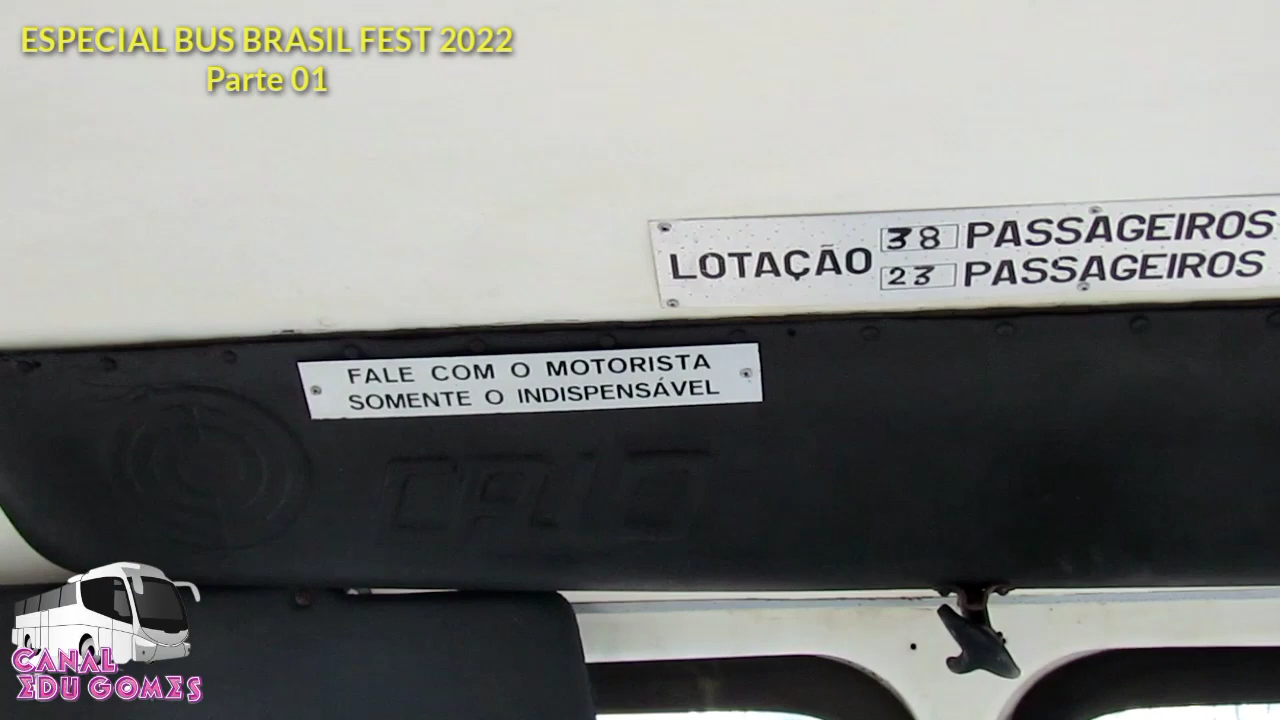 ESPECIAL BUS BRASIL FEST 2022
Parte 01
LOTAÇÃO 38 PASSAGEIROS
23 PASSAGEIROS
FALE COM O MOTORISTA
SOMENTE O INDISPENSÁVEL
CAIO
CANAL
EDU GOMES